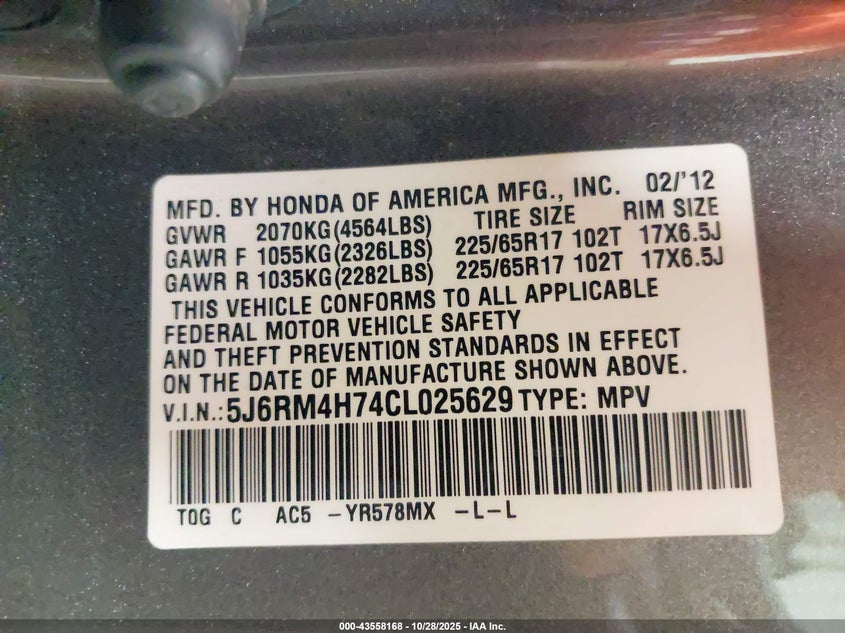 MFD. BY HONDA OF AMERICA MFG., INC. 02/'12
GVWR 2070KG(4564LBS) TIRE SIZE RIM SIZE
GAWR F 1055KG(2326LBS) 225/65R17 102T 17X6.5J
GAWR R 1035KG(2282LBS) 225/65R17 102T 17X6.5J
THIS VEHICLE CONFORMS TO ALL APPLICABLE
FEDERAL MOTOR VEHICLE SAFETY
AND THEFT PREVENTION STANDARDS IN EFFECT
ON THE DATE OF MANUFACTURE SHOWN ABOVE.
V.I.N.:5J6RM4H74CL025629 TYPE: MPV
TOG C AC5 -YR578MX -L-L
000-43558168 - 10/28/2025 - IAA Inc.